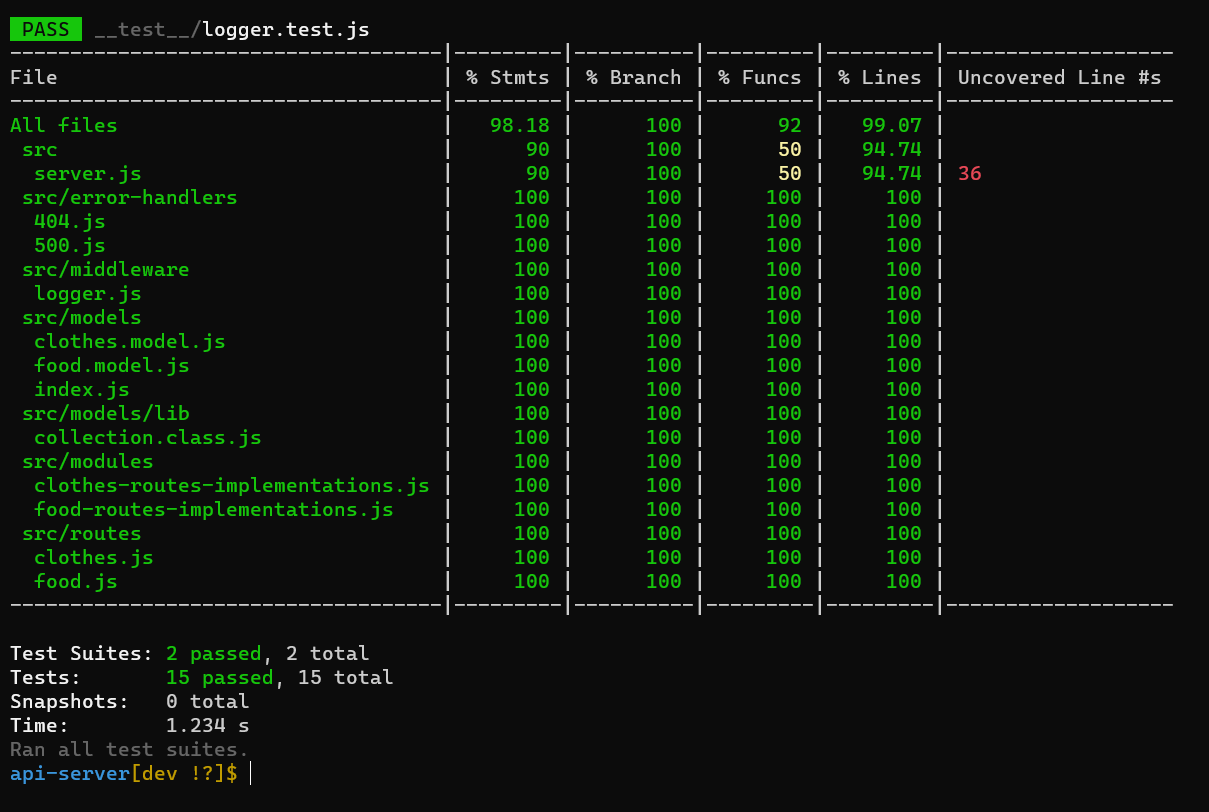 PASS __test__/logger.test.js
-----------------------------------|---------|----------|---------|---------|-------------------
File                                | % Stmts | % Branch | % Funcs | % Lines | Uncovered Line #s
-----------------------------------|---------|----------|---------|---------|-------------------
All files                           |   98.18 |      100 |      92 |   99.07 |
 src                                |      90 |      100 |      50 |   94.74 |
  server.js                         |      90 |      100 |      50 |   94.74 | 36
 src/error-handlers                 |     100 |      100 |     100 |     100 |
  404.js                            |     100 |      100 |     100 |     100 |
  500.js                            |     100 |      100 |     100 |     100 |
 src/middleware                     |     100 |      100 |     100 |     100 |
  logger.js                         |     100 |      100 |     100 |     100 |
 src/models                         |     100 |      100 |     100 |     100 |
  clothes.model.js                  |     100 |      100 |     100 |     100 |
  food.model.js                     |     100 |      100 |     100 |     100 |
  index.js                          |     100 |      100 |     100 |     100 |
 src/models/lib                     |     100 |      100 |     100 |     100 |
  collection.class.js               |     100 |      100 |     100 |     100 |
 src/modules                        |     100 |      100 |     100 |     100 |
  clothes-routes-implementations.js |     100 |      100 |     100 |     100 |
  food-routes-implementations.js    |     100 |      100 |     100 |     100 |
 src/routes                         |     100 |      100 |     100 |     100 |
  clothes.js                        |     100 |      100 |     100 |     100 |
  food.js                           |     100 |      100 |     100 |     100 |
-----------------------------------|---------|----------|---------|---------|-------------------
Test Suites: 2 passed, 2 total
Tests:       15 passed, 15 total
Snapshots:   0 total
Time:        1.234 s
Ran all test suites.
api-server[dev !?]$